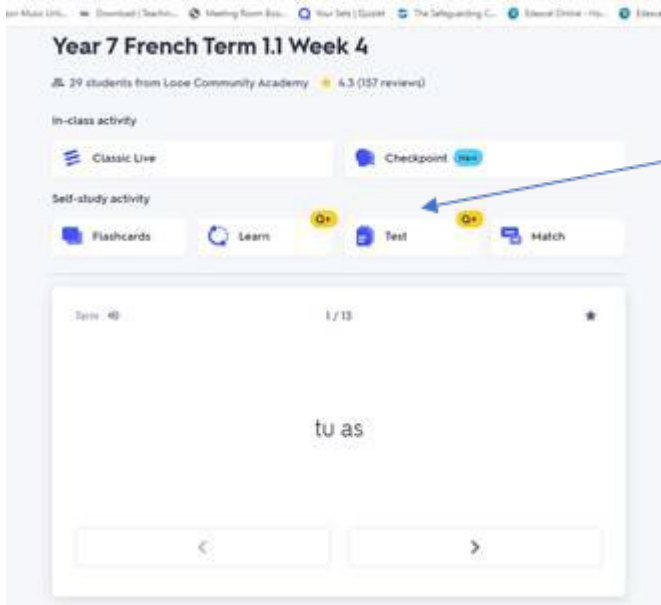 Year 7 French Term 1.1 Week 4
29 students from Looe Community Academy 4.3 (157 reviews)
In-class activity
Classic Live Checkpoint
Self-study activity
Q+ Q+
Flashcards Learn Test Match
Term 1 / 13
tu as